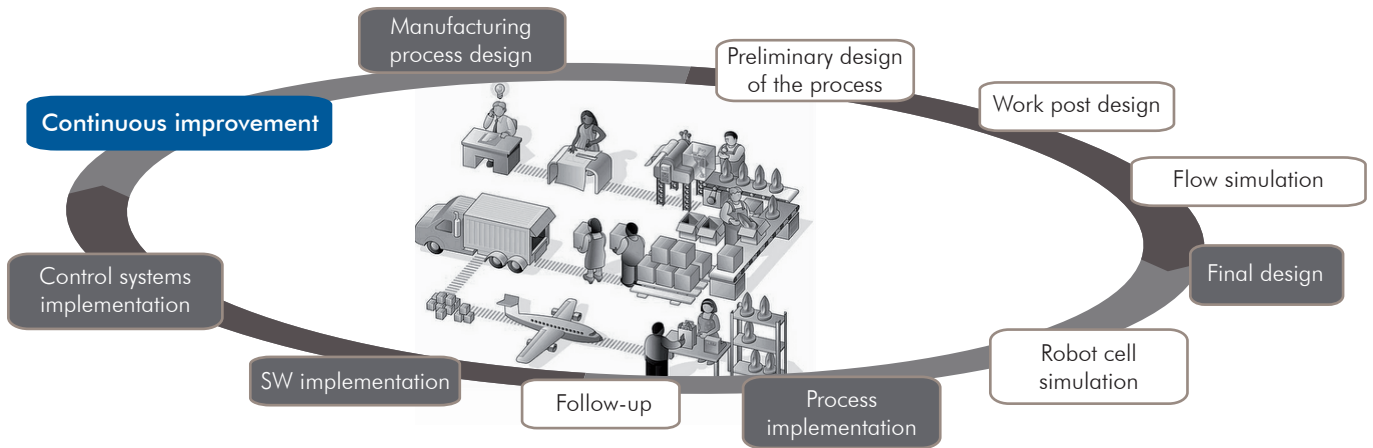 Manufacturing
process design
Preliminary design
of the process
Work post design
Continuous improvement
Flow simulation
Control systems
implementation
Final design
Robot cell
simulation
SW implementation
Follow-up
Process
implementation